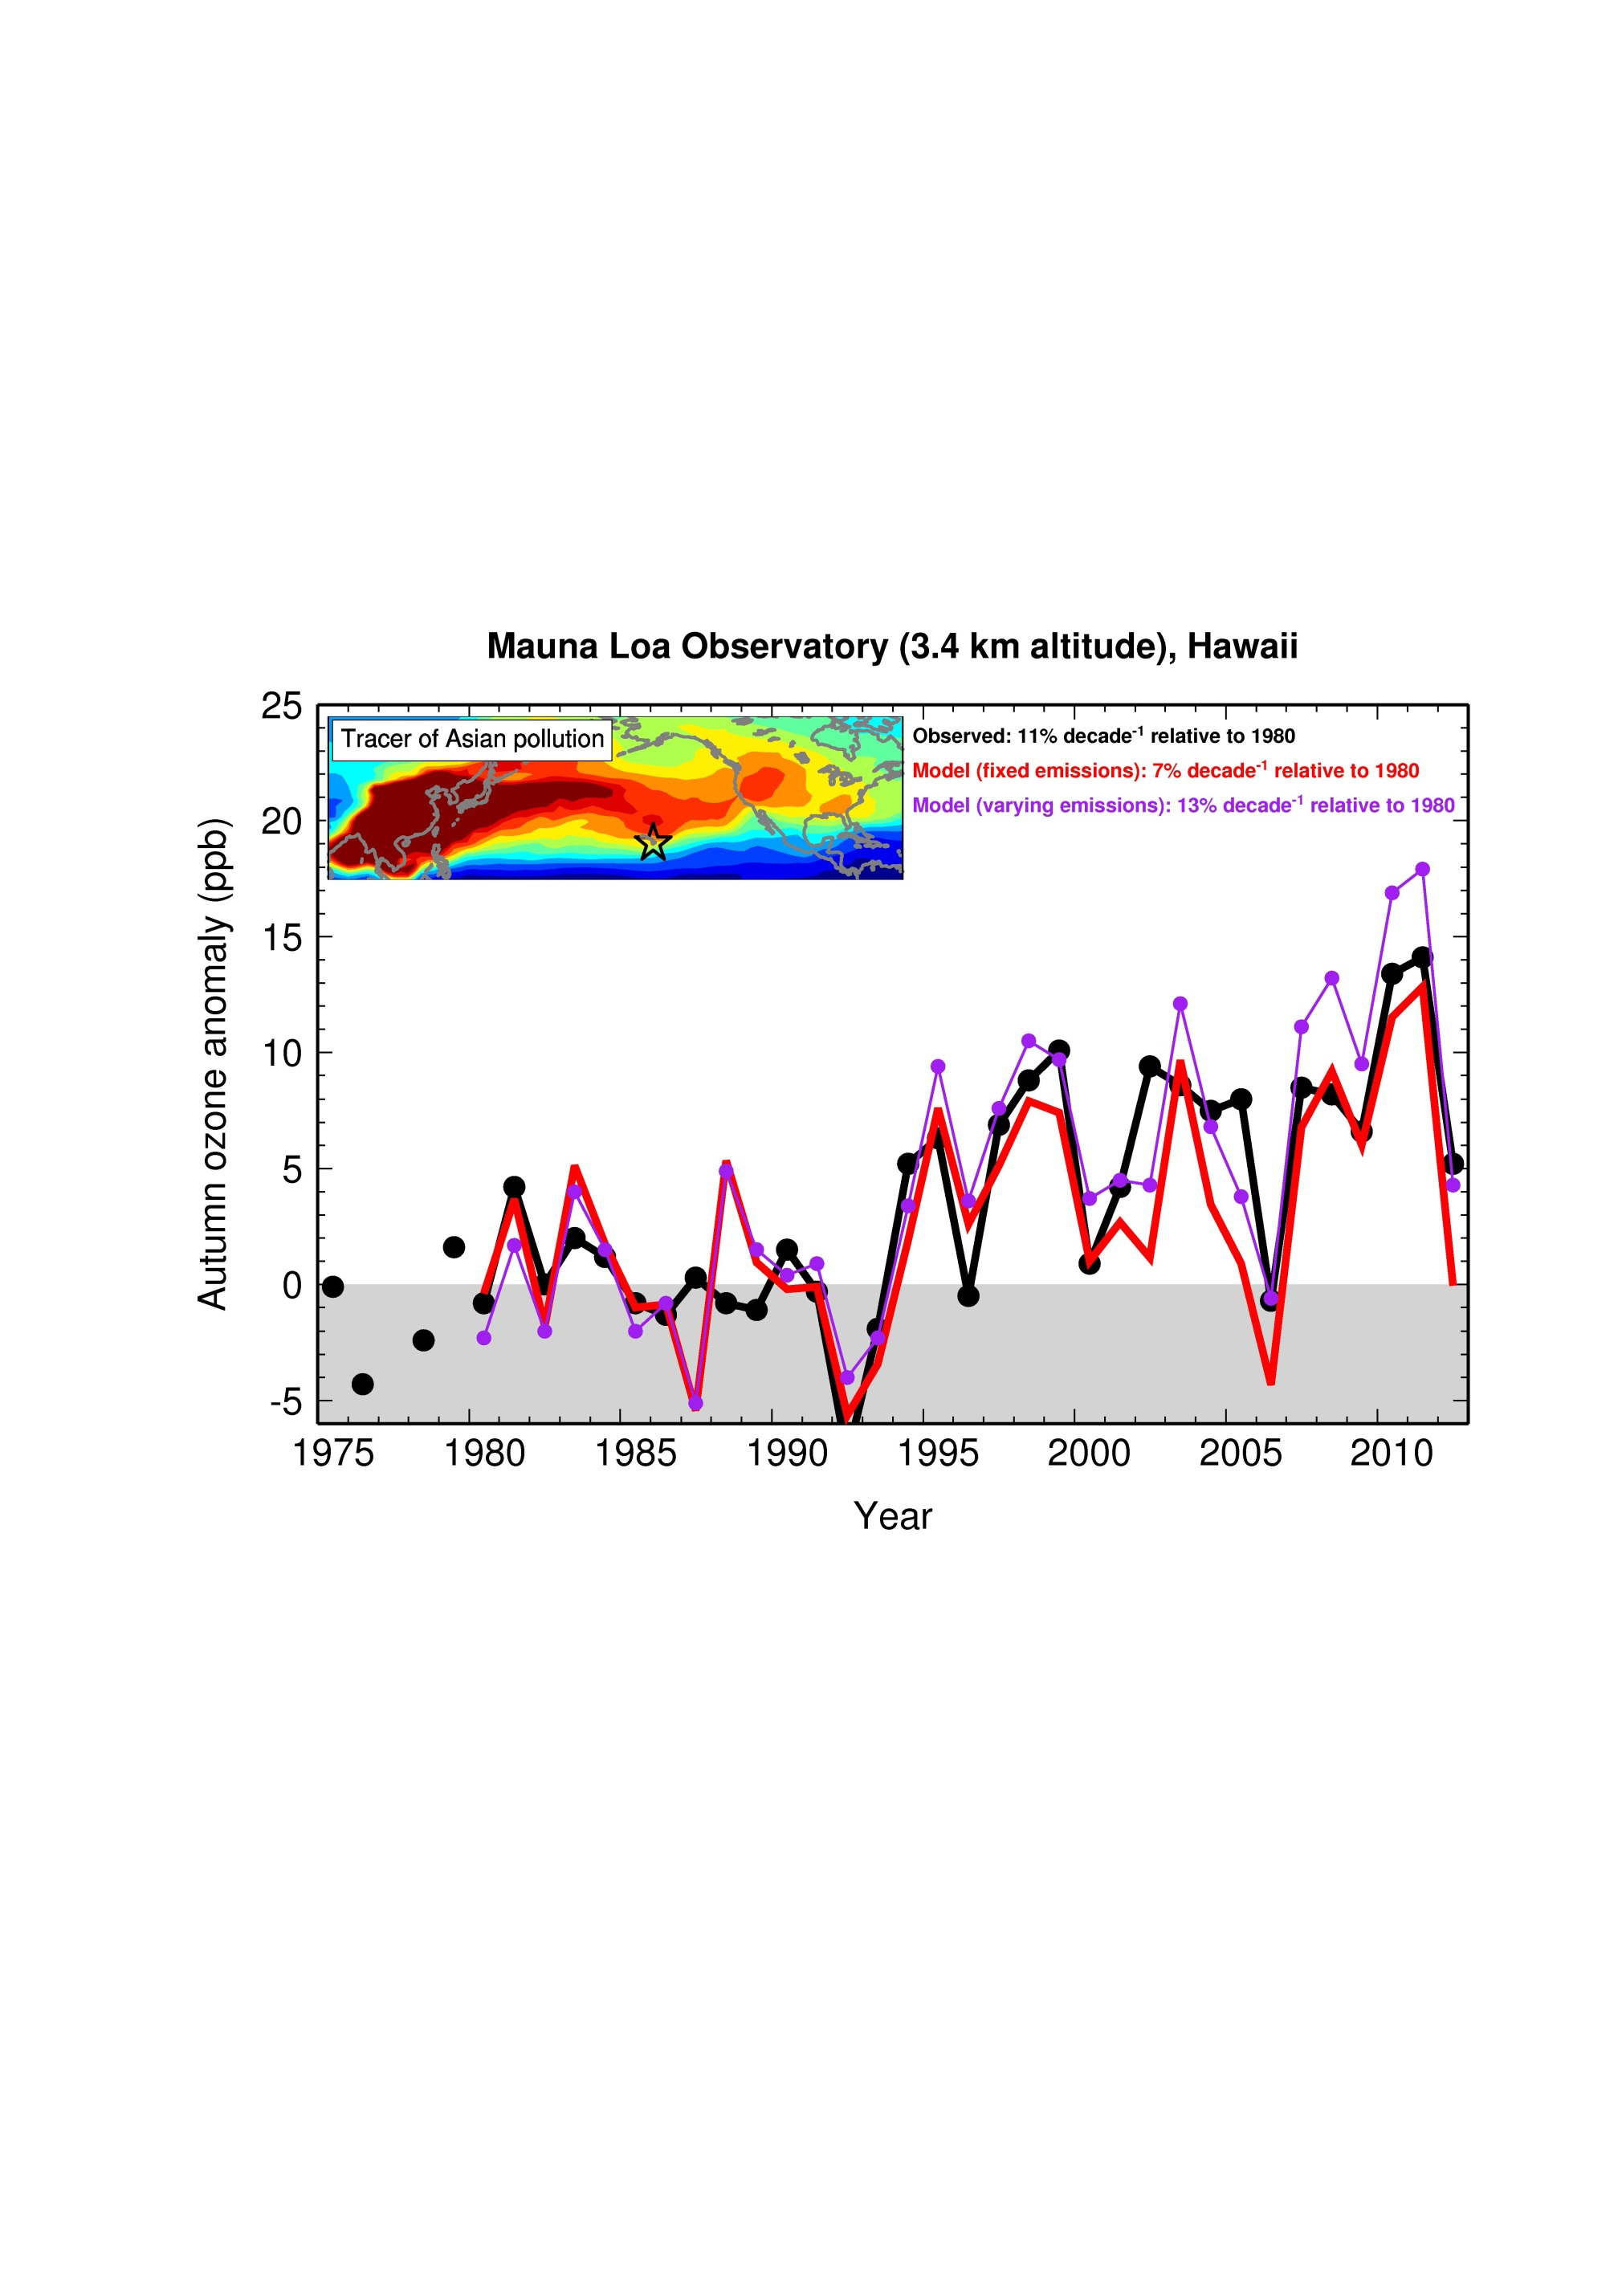 Mauna Loa Observatory (3.4 km altitude), Hawaii
Tracer of Asian pollution
Observed: 11% decade⁻¹ relative to 1980
Model (fixed emissions): 7% decade⁻¹ relative to 1980
Model (varying emissions): 13% decade⁻¹ relative to 1980
25
20
15
10
5
0
-5
Autumn ozone anomaly (ppb)
1975 1980 1985 1990 1995 2000 2005 2010
Year